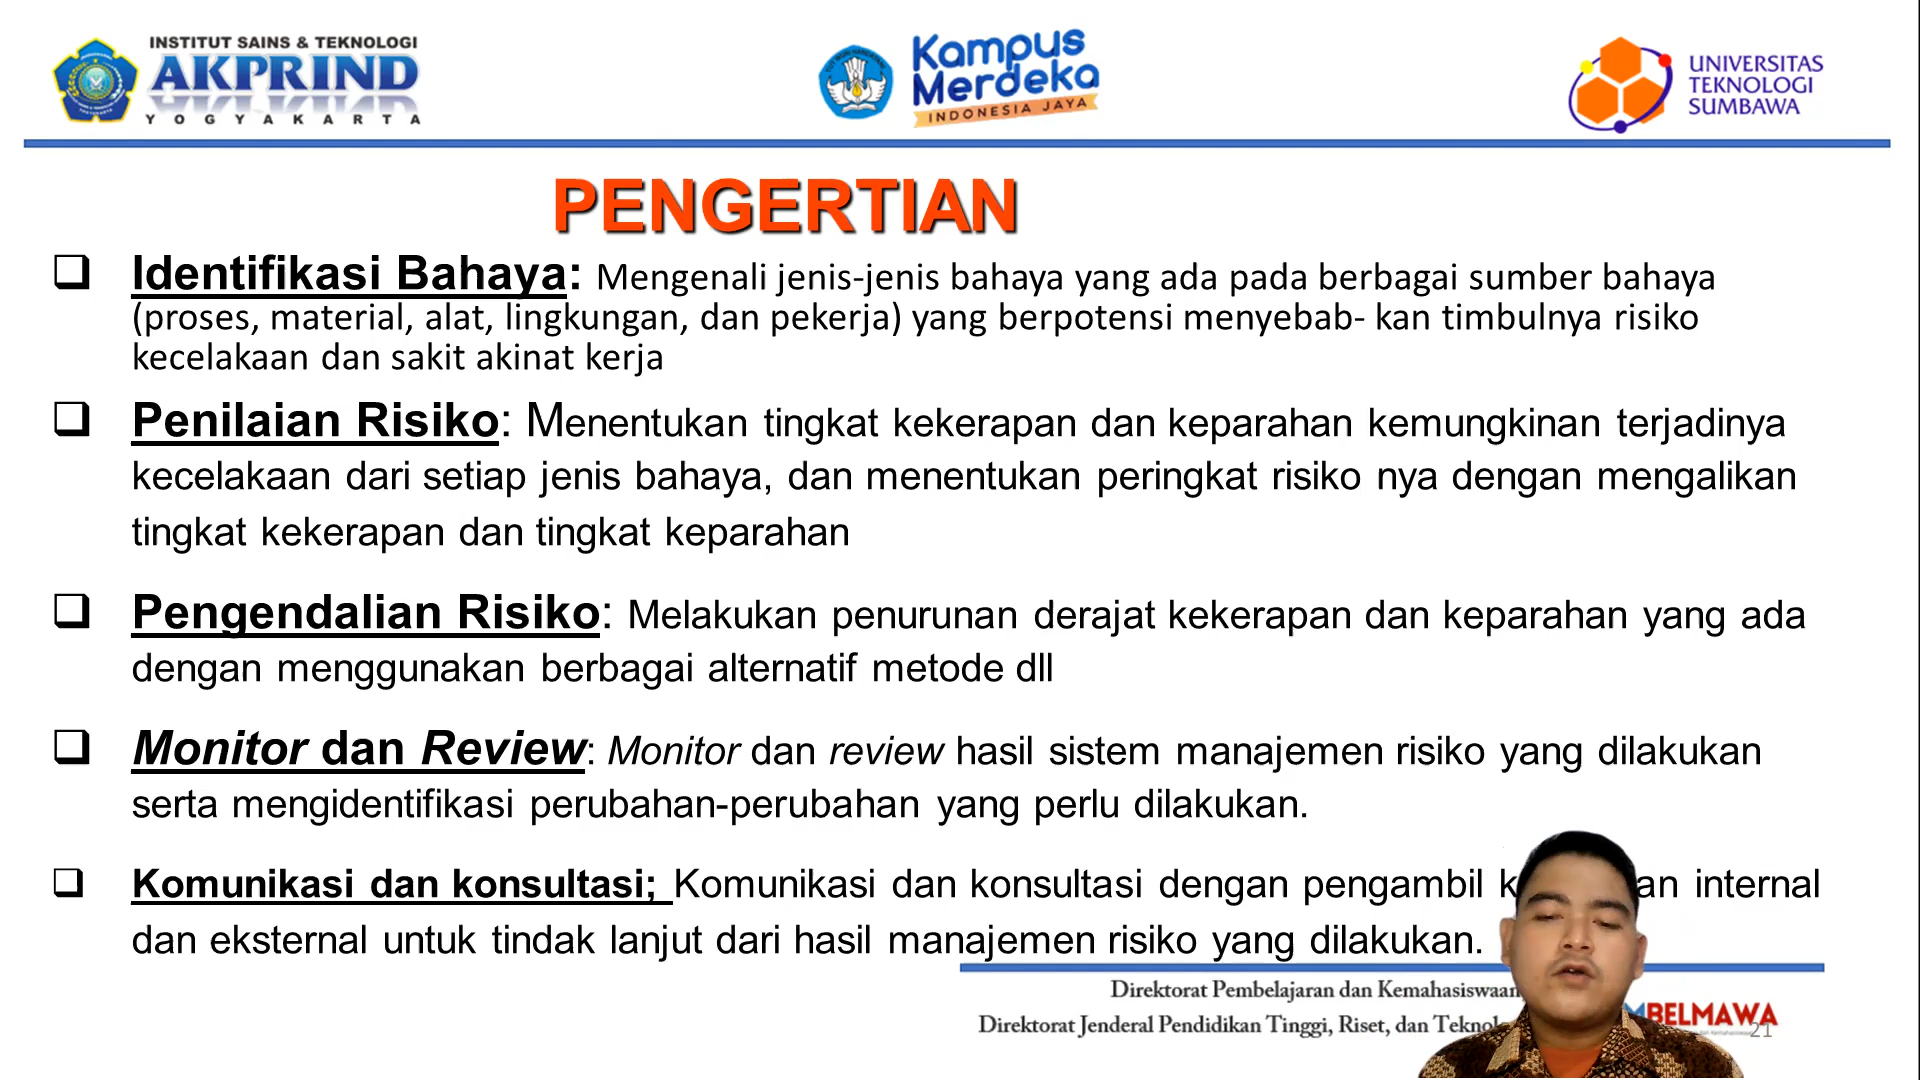 INSTITUT SAINS & TEKNOLOGI
AKPRIND
YOGYAKARTA
Kampus
Merdeka
INDONESIA JAYA
UNIVERSITAS
TEKNOLOGI
SUMBAWA
PENGERTIAN
Identifikasi Bahaya: Mengenali jenis-jenis bahaya yang ada pada berbagai sumber bahaya
(proses, material, alat, lingkungan, dan pekerja) yang berpotensi menyebab- kan timbulnya risiko
kecelakaan dan sakit akinat kerja
Penilaian Risiko: Menentukan tingkat kekerapan dan keparahan kemungkinan terjadinya
kecelakaan dari setiap jenis bahaya, dan menentukan peringkat risiko nya dengan mengalikan
tingkat kekerapan dan tingkat keparahan
Pengendalian Risiko: Melakukan penurunan derajat kekerapan dan keparahan yang ada
dengan menggunakan berbagai alternatif metode dll
Monitor dan Review: Monitor dan review hasil sistem manajemen risiko yang dilakukan
serta mengidentifikasi perubahan-perubahan yang perlu dilakukan.
Komunikasi dan konsultasi; Komunikasi dan konsultasi dengan pengambil internal
dan eksternal untuk tindak lanjut dari hasil manajemen risiko yang dilakukan.
Direktorat Pembelajaran dan Kemahasiswaan
Direktorat Jenderal Pendidikan Tinggi, Riset, dan
BELMAWA
21